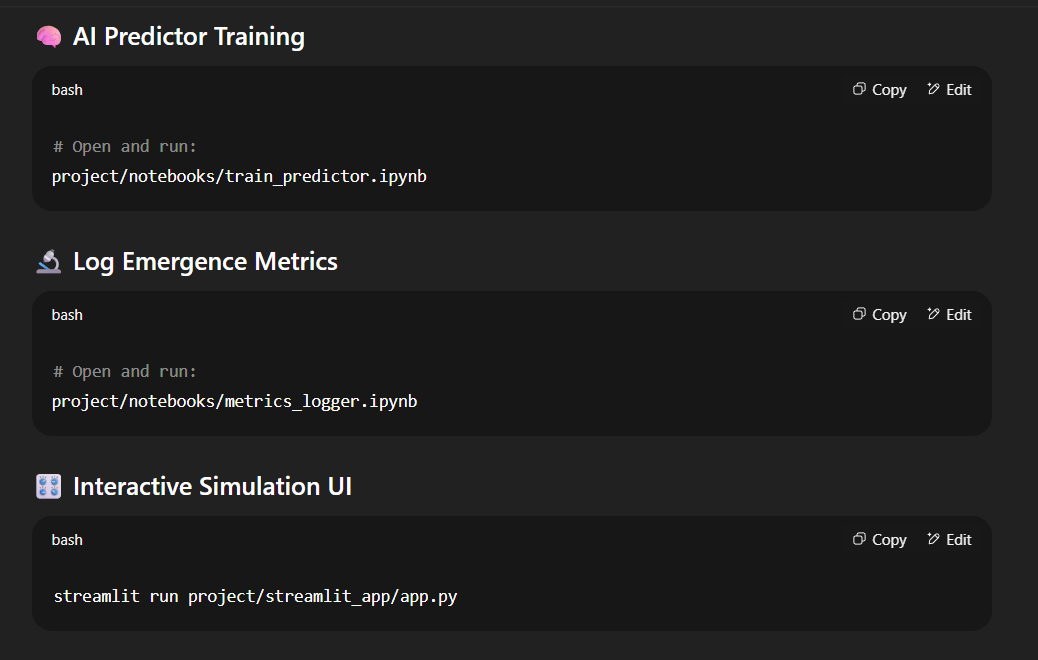 AI Predictor Training
bash
Copy Edit
# Open and run:
project/notebooks/train_predictor.ipynb
Log Emergence Metrics
bash
Copy Edit
# Open and run:
project/notebooks/metrics_logger.ipynb
Interactive Simulation UI
bash
Copy Edit
streamlit run project/streamlit_app/app.py